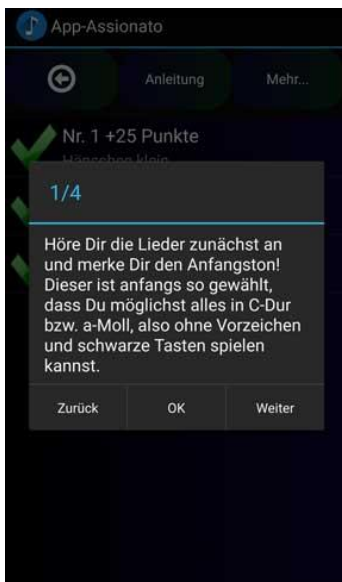 App-Assionato
Anleitung Mehr...
Nr. 1 +25 Punkte
Hänschen klein
1/4
Höre Dir die Lieder zunächst an
und merke Dir den Anfangston!
Dieser ist anfangs so gewählt,
dass Du möglichst alles in C-Dur
bzw. a-Moll, also ohne Vorzeichen
und schwarze Tasten spielen
kannst.
Zurück OK Weiter